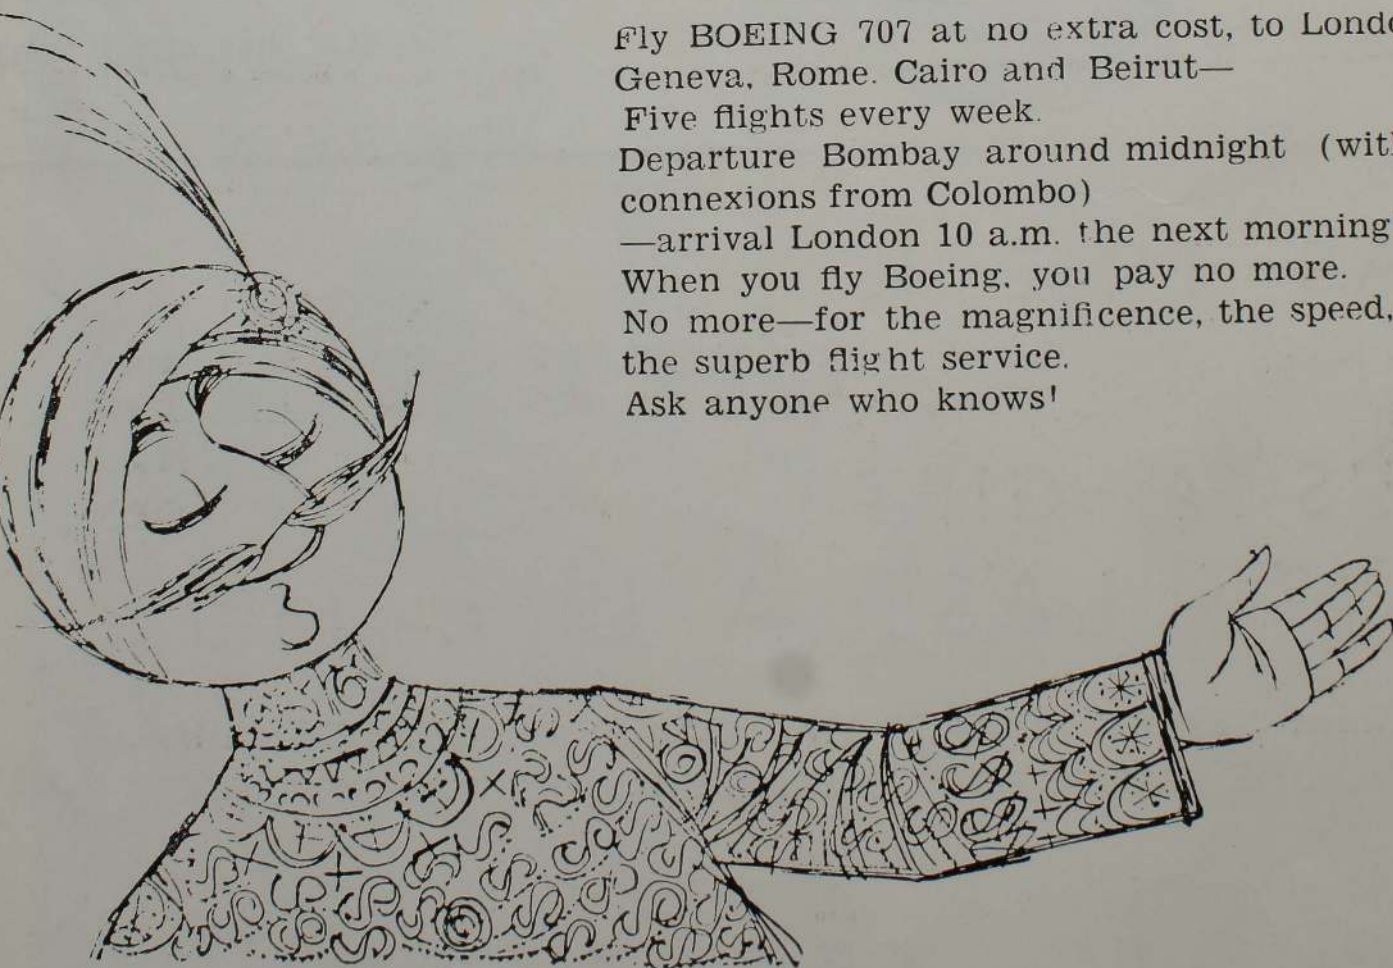 Fly BOEING 707 at no extra cost, to Londo
Geneva, Rome. Cairo and Beirut—
Five flights every week.
Departure Bombay around midnight (wit
connexions from Colombo)
—arrival London 10 a.m. the next morning
When you fly Boeing, you pay no more.
No more—for the magnificence, the speed,
the superb flight service.
Ask anyone who knows!